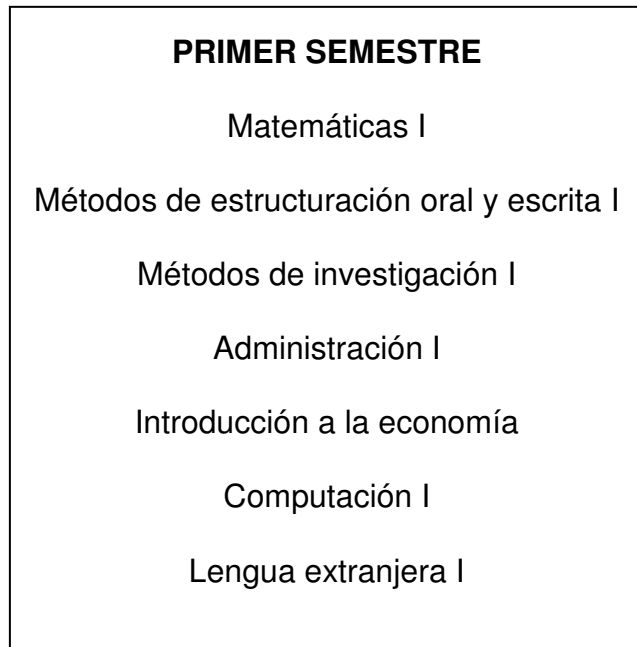 PRIMER SEMESTRE
Matemáticas I
Métodos de estructuración oral y escrita I
Métodos de investigación I
Administración I
Introducción a la economía
Computación I
Lengua extranjera I